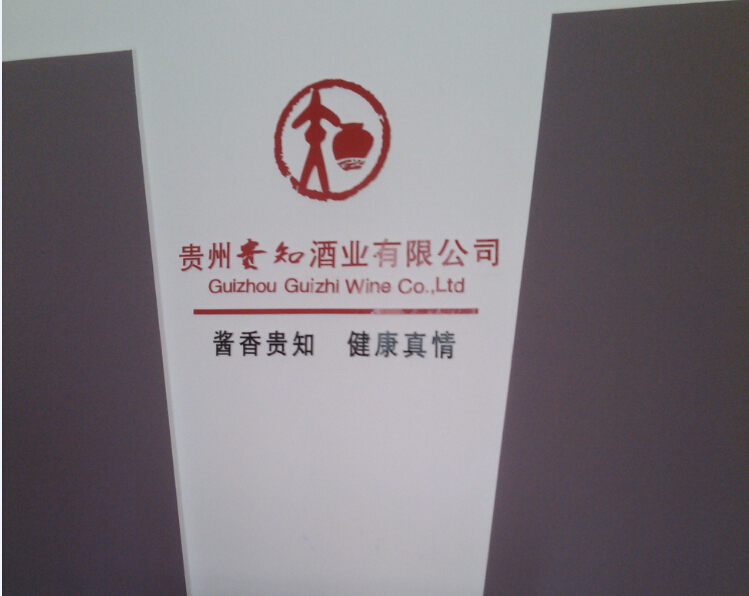 贵州贵知酒业有限公司
Guizhou Guizhi Wine Co.,Ltd
酱香贵知 健康真情